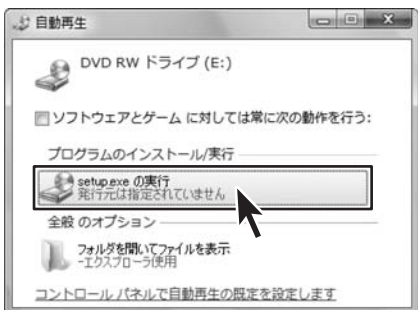 自動再生
DVD RW ドライブ (E:)
ソフトウェアとゲーム に対しては常に次の動作を行う:
プログラムのインストール/実行
setup.exe の実行
発行元は指定されていません
全般 のオプション
フォルダを開いてファイルを表示
-エクスプローラ使用
コントロール パネルで自動再生の既定を設定します